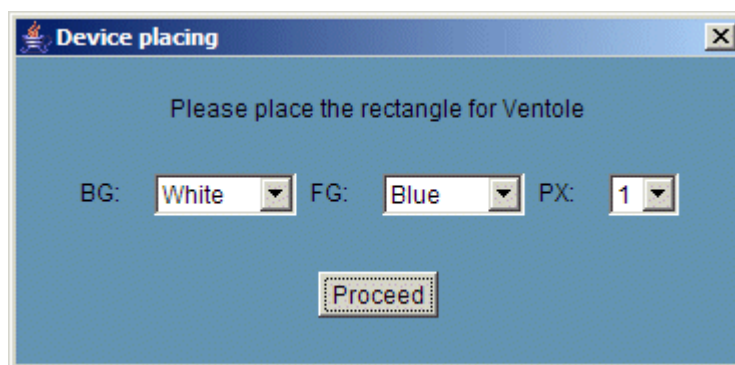 Device placing
Please place the rectangle for Ventole
BG: White FG: Blue PX: 1
Proceed